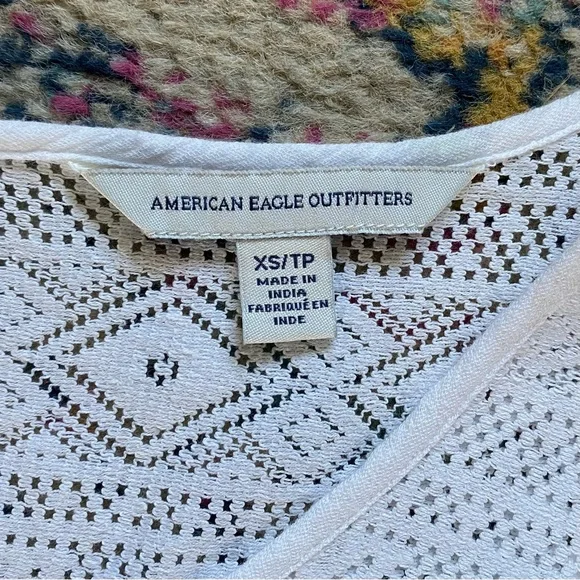 AMERICAN EAGLE OUTFITTERS
XS/TP
MADE IN
INDIA
FABRIQUÉ EN
INDE